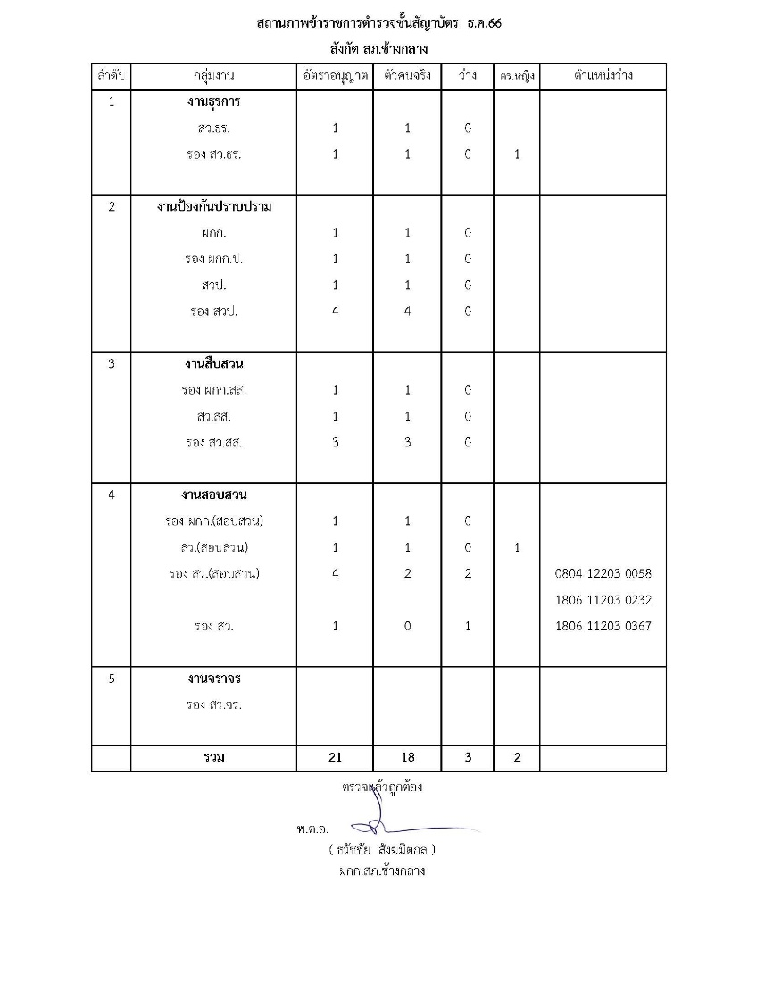 สถานภาพข้าราชการตำรวจชั้นสัญาบัตร ธ.ค.66
สังกัด สภ.ช้างกลาง
ลำดับ กลุ่มงาน อัตราอนุญาต ตัวคนจริง ว่าง ตร.หญิง ตำแหน่งว่าง
1 งานธุรการ
สว.ธร. 1 1 0
รอง สว.ธร. 1 1 0 1
2 งานป้องกันปราบปราม
ผกก. 1 1 0
รอง ผกก.ป. 1 1 0
สวป. 1 1 0
รอง สวป. 4 4 0
3 งานสืบสวน
รอง ผกก.สส. 1 1 0
สว.สส. 1 1 0
รอง สว.สส. 3 3 0
4 งานสอบสวน
รอง ผกก.(สอบสวน) 1 1 0
สว.(สอบสวน) 1 1 0 1
รอง สว.(สอบสวน) 4 2 2 0804 12203 0058
1806 11203 0232
รอง สว. 1 0 1 1806 11203 0367
5 งานจราจร
รอง สว.จร.
รวม 21 18 3 2
ตรวจแล้วถูกต้อง
พ.ต.อ.
( ธวัชชัย สังฆมิตกล )
ผกก.สภ.ช้างกลาง